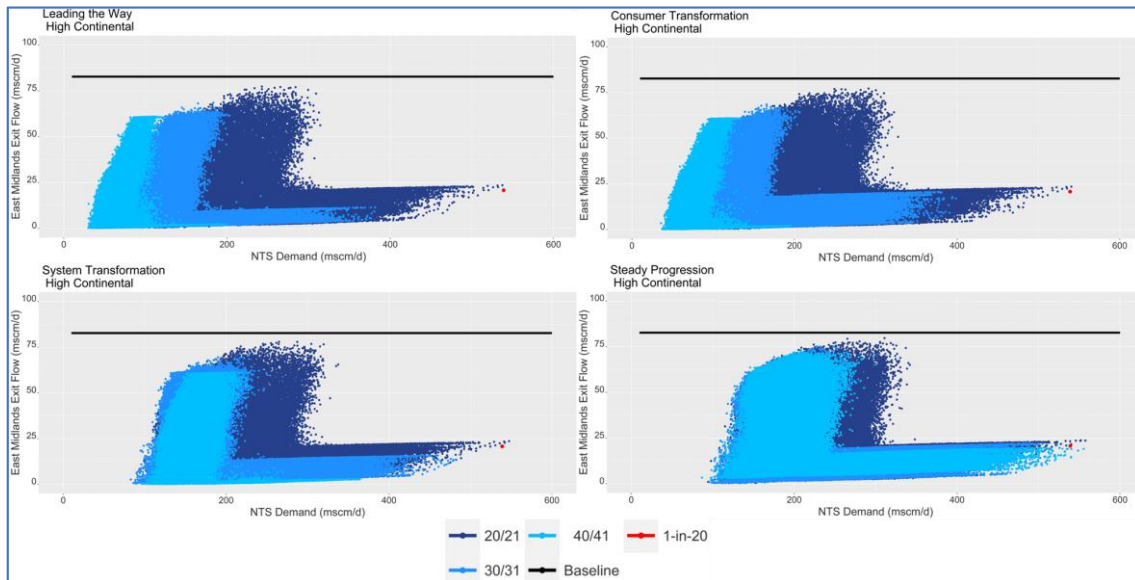 Leading the Way
High Continental
East Midlands Exit Flow (mscm/d)
100
75
50
25
0
0 200 400 600
NTS Demand (mscm/d)
Consumer Transformation
High Continental
East Midlands Exit Flow (mscm/d)
100
75
50
25
0
0 200 400 600
NTS Demand (mscm/d)
System Transformation
High Continental
East Midlands Exit Flow (mscm/d)
100
75
50
25
0
0 200 400 600
NTS Demand (mscm/d)
Steady Progression
High Continental
East Midlands Exit Flow (mscm/d)
100
75
50
25
0
0 200 400 600
NTS Demand (mscm/d)
20/21 40/41 1-in-20
30/31 Baseline